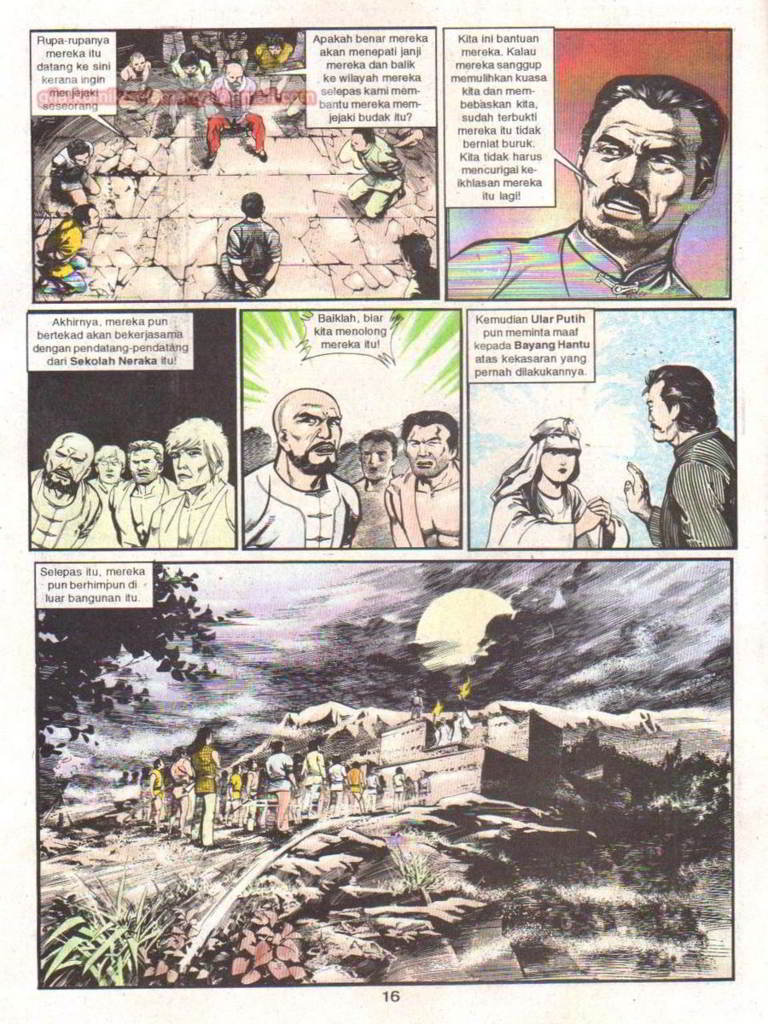 Rupa-rupanya
mereka itu
datang ke sini
kerana ingin
menjejaki
seseorang
Apakah benar mereka
akan menepati janji
mereka dan balik
ke wilayah mereka
selepas kami mem-
bantu mereka mem-
jejaki budak itu?
Kita ini bantuan
mereka. Kalau
mereka sanggup
memulihkan kuasa
kita dan mem-
bebaskan kita,
sudah terbukti
mereka itu tidak
berniat buruk.
Kita tidak harus
mencurigai ke-
ikhlasan mereka
itu lagi!
Akhirnya, mereka pun
bertekad akan bekerjasama
dengan pendatang-pendatang
dari Sekolah Neraka itu!
Baiklah, biar
kita menolong
mereka itu!
Kemudian Ular Putih
pun meminta maaf
kepada Bayang Hantu
atas kekasaran yang
pernah dilakukannya.
Selepas itu, mereka
pun berhimpun di
luar bangunan itu.
16